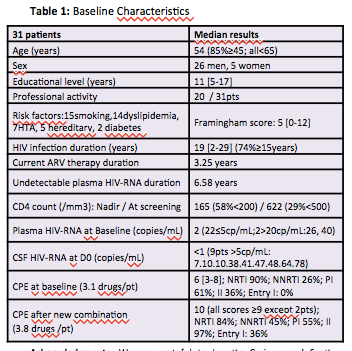 Table 1: Baseline Characteristics
31 patients Median results
Age (years) 54 (85%≥45; all<65)
Sex 26 men, 5 women
Educational level (years) 11 [5-17]
Professional activity 20 / 31pts
Risk factors:15smoking,14dyslipidemia,
7HTA, 5 hereditary, 2 diabetes
Framingham score: 5 [0-12]
HIV infection duration (years) 19 [2-29] (74%≥15years)
Current ARV therapy duration 3.25 years
Undetectable plasma HIV-RNA duration 6.58 years
CD4 count (/mm3): Nadir / At screening 165 (58%<200) / 622 (29%<500)
Plasma HIV-RNA at Baseline (copies/mL) 2 (22≤5cp/mL;2>20cp/mL:26, 40)
CSF HIV-RNA at D0 (copies/mL)
<1 (9pts >5cp/mL:
7.10.10.38.41.47.48.64.78)
CPE at baseline (3.1 drugs/pt)
6 [3-8]; NRTI 90%; NNRTI 26%; PI
61%; II 36%; Entry I: 0%
CPE after new combination
(3.8 drugs /pt)
10 (all scores ≥9 except 2pts);
NRTI 84%; NNRTI 45%; PI 55%; II
97%; Entry I: 36%